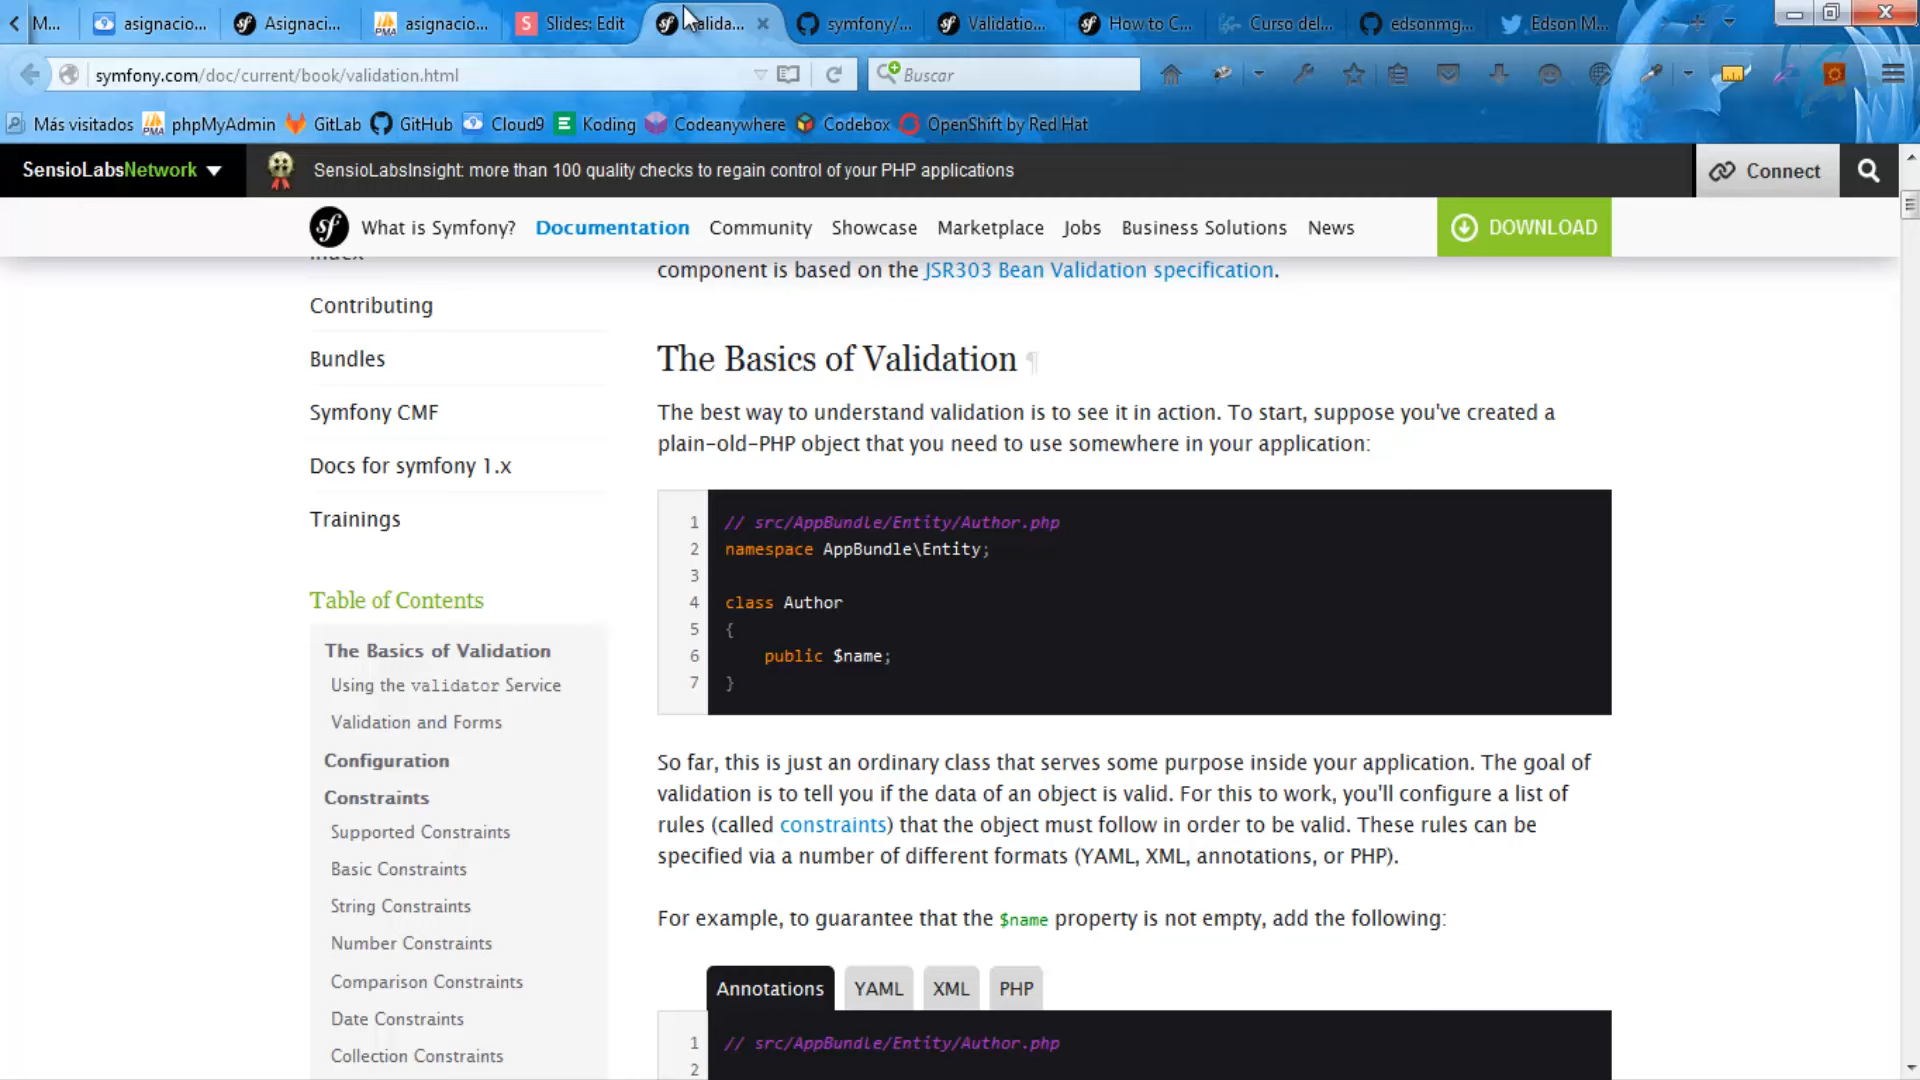 M...
asignacio...
Asignaci...
asignacio...
Slides: Edit
Valida...
symfony/...
Validatio...
How to C...
Curso del...
edsonmg...
Edson M...
symfony.com/doc/current/book/validation.html
Buscar
Más visitados
phpMyAdmin
GitLab
GitHub
Cloud9
Koding
Codeanywhere
Codebox
OpenShift by Red Hat
SensioLabsNetwork
SensioLabsInsight: more than 100 quality checks to regain control of your PHP applications
Connect
What is Symfony?
Documentation
Community
Showcase
Marketplace
Jobs
Business Solutions
News
DOWNLOAD
Index
Contributing
Bundles
Symfony CMF
Docs for symfony 1.x
Trainings
Table of Contents
The Basics of Validation
Using the validator Service
Validation and Forms
Configuration
Constraints
Supported Constraints
Basic Constraints
String Constraints
Number Constraints
Comparison Constraints
Date Constraints
Collection Constraints
component is based on the JSR303 Bean Validation specification.
The Basics of Validation ¶
The best way to understand validation is to see it in action. To start, suppose you've created a
plain-old-PHP object that you need to use somewhere in your application:
1 // src/AppBundle/Entity/Author.php
2 namespace AppBundle\Entity;
3
4 class Author
5 {
6 public $name;
7 }
So far, this is just an ordinary class that serves some purpose inside your application. The goal of
validation is to tell you if the data of an object is valid. For this to work, you'll configure a list of
rules (called constraints) that the object must follow in order to be valid. These rules can be
specified via a number of different formats (YAML, XML, annotations, or PHP).
For example, to guarantee that the $name property is not empty, add the following:
Annotations
YAML
XML
PHP
1 // src/AppBundle/Entity/Author.php
2